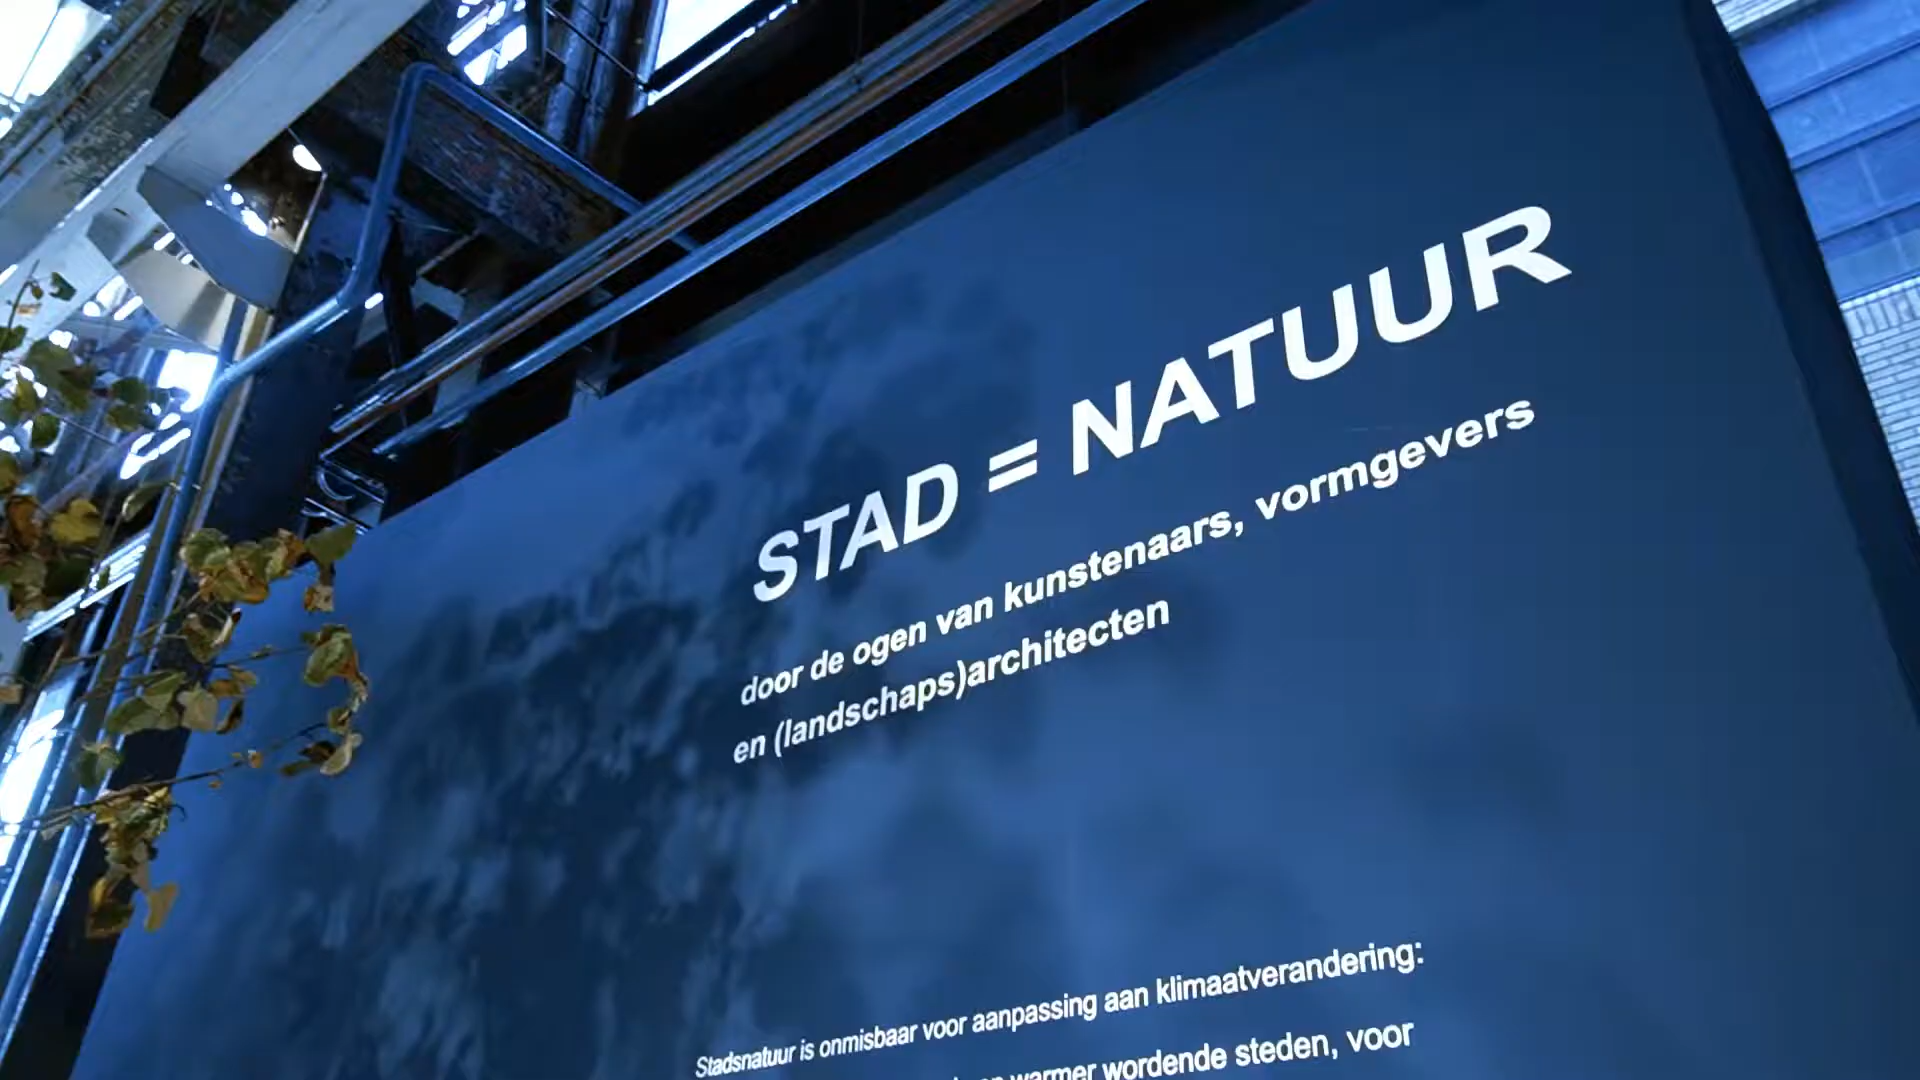 STAD = NATUUR
door de ogen van kunstenaars, vormgevers
en (landschaps)architecten
Stadsnatuur is onmisbaar voor aanpassing aan klimaatverandering:
warmer wordende steden, voor